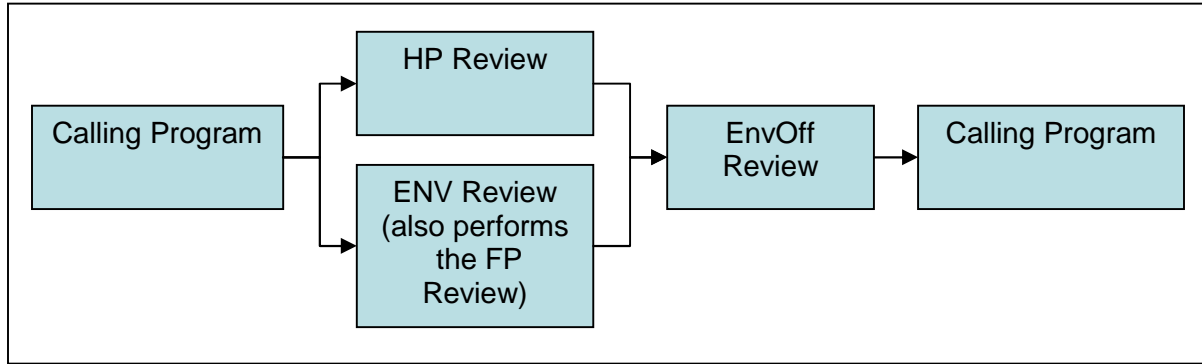 Calling Program
HP Review
ENV Review
(also performs
the FP
Review)
EnvOff
Review
Calling Program